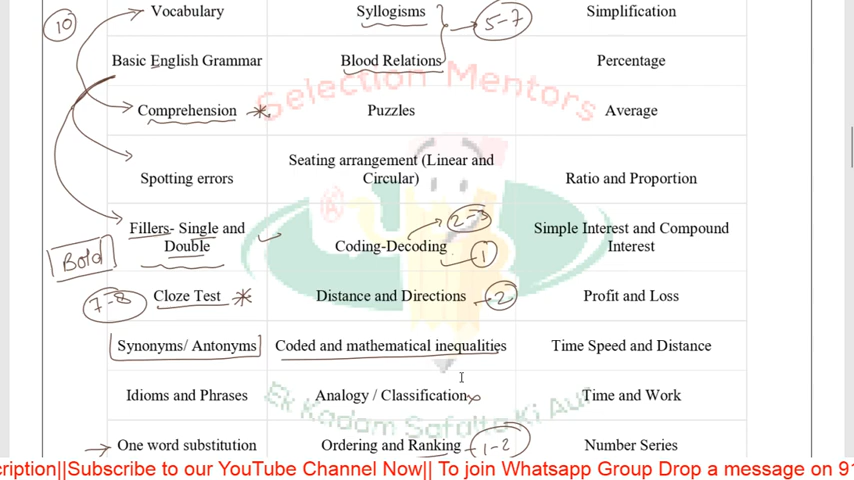 10
Vocabulary
Syllogisms
5-7
Simplification
Basic English Grammar
Blood Relations
Percentage
Selection Mentors
Comprehension
Puzzles
Average
Spotting errors
Seating arrangement (Linear and
Circular)
Ratio and Proportion
Fillers- Single and
Double
2-3
Coding-Decoding
1
Simple Interest and Compound
Interest
Bold
7-8
Cloze Test
Distance and Directions
2
Profit and Loss
Synonyms/ Antonyms
Coded and mathematical inequalities
Time Speed and Distance
Idioms and Phrases
Analogy / Classification
Time and Work
Ek Kadam Safalta Ki Aur
One word substitution
Ordering and Ranking
1-2
Number Series
cription||Subscribe to our YouTube Channel Now|| To join Whatsapp Group Drop a message on 91